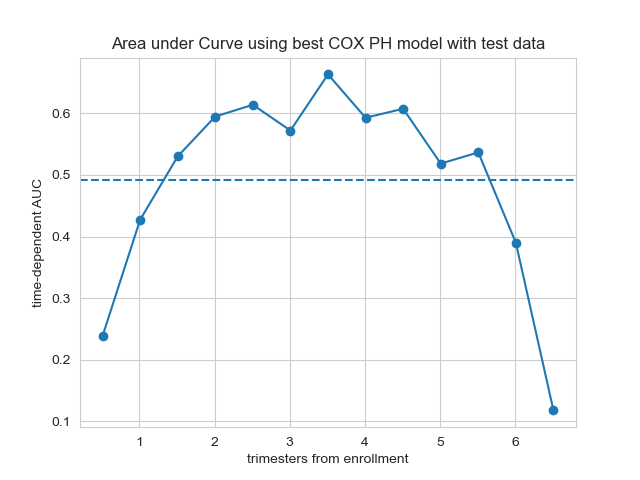 Area under Curve using best COX PH model with test data
time-dependent AUC
0.6
0.5
0.4
0.3
0.2
0.1
1 2 3 4 5 6
trimesters from enrollment